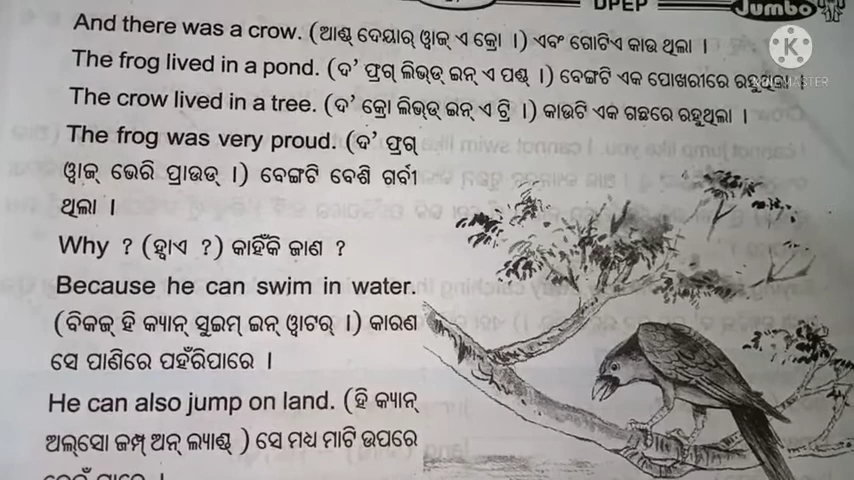 DPEP Jumbo
And there was a crow. (ଆଣ୍ଡ୍ ଦେୟାର୍ ୱାଜ୍ ଏ କ୍ରୋ ।) ଏବଂ ଗୋଟିଏ କାଉ ଥିଲା ।
The frog lived in a pond. (ଦ’ ଫ୍ରଗ୍ ଲିଭ୍‌ଡ୍ ଇନ୍ ଏ ପଣ୍ଡ୍ ।) ବେଙ୍ଗଟି ଏକ ପୋଖରୀରେ ରହୁଥିଲା ।
The crow lived in a tree. (ଦ’ କ୍ରୋ ଲିଭ୍‌ଡ୍ ଇନ୍ ଏ ଟ୍ରି ।) କାଉଟି ଏକ ଗଛରେ ରହୁଥିଲା ।
The frog was very proud. (ଦ’ ଫ୍ରଗ୍
ୱାଜ୍ ଭେରି ପ୍ରାଉଡ୍ ।) ବେଙ୍ଗଟି ବେଶି ଗର୍ବୀ
ଥିଲା ।
Why ? (ହ୍ୱାଏ ?) କାହିଁକି ଜାଣ ?
Because he can swim in water.
(ବିକଜ୍ ହି କ୍ୟାନ୍ ସୁଇମ୍ ଇନ୍ ୱାଟର୍ ।) କାରଣ
ସେ ପାଣିରେ ପହଁରିପାରେ ।
He can also jump on land. (ହି କ୍ୟାନ୍
ଅଲ୍‌ସୋ ଜମ୍ପ୍ ଅନ୍ ଲ୍ୟାଣ୍ଡ୍ ) ସେ ମଧ୍ୟ ମାଟି ଉପରେ